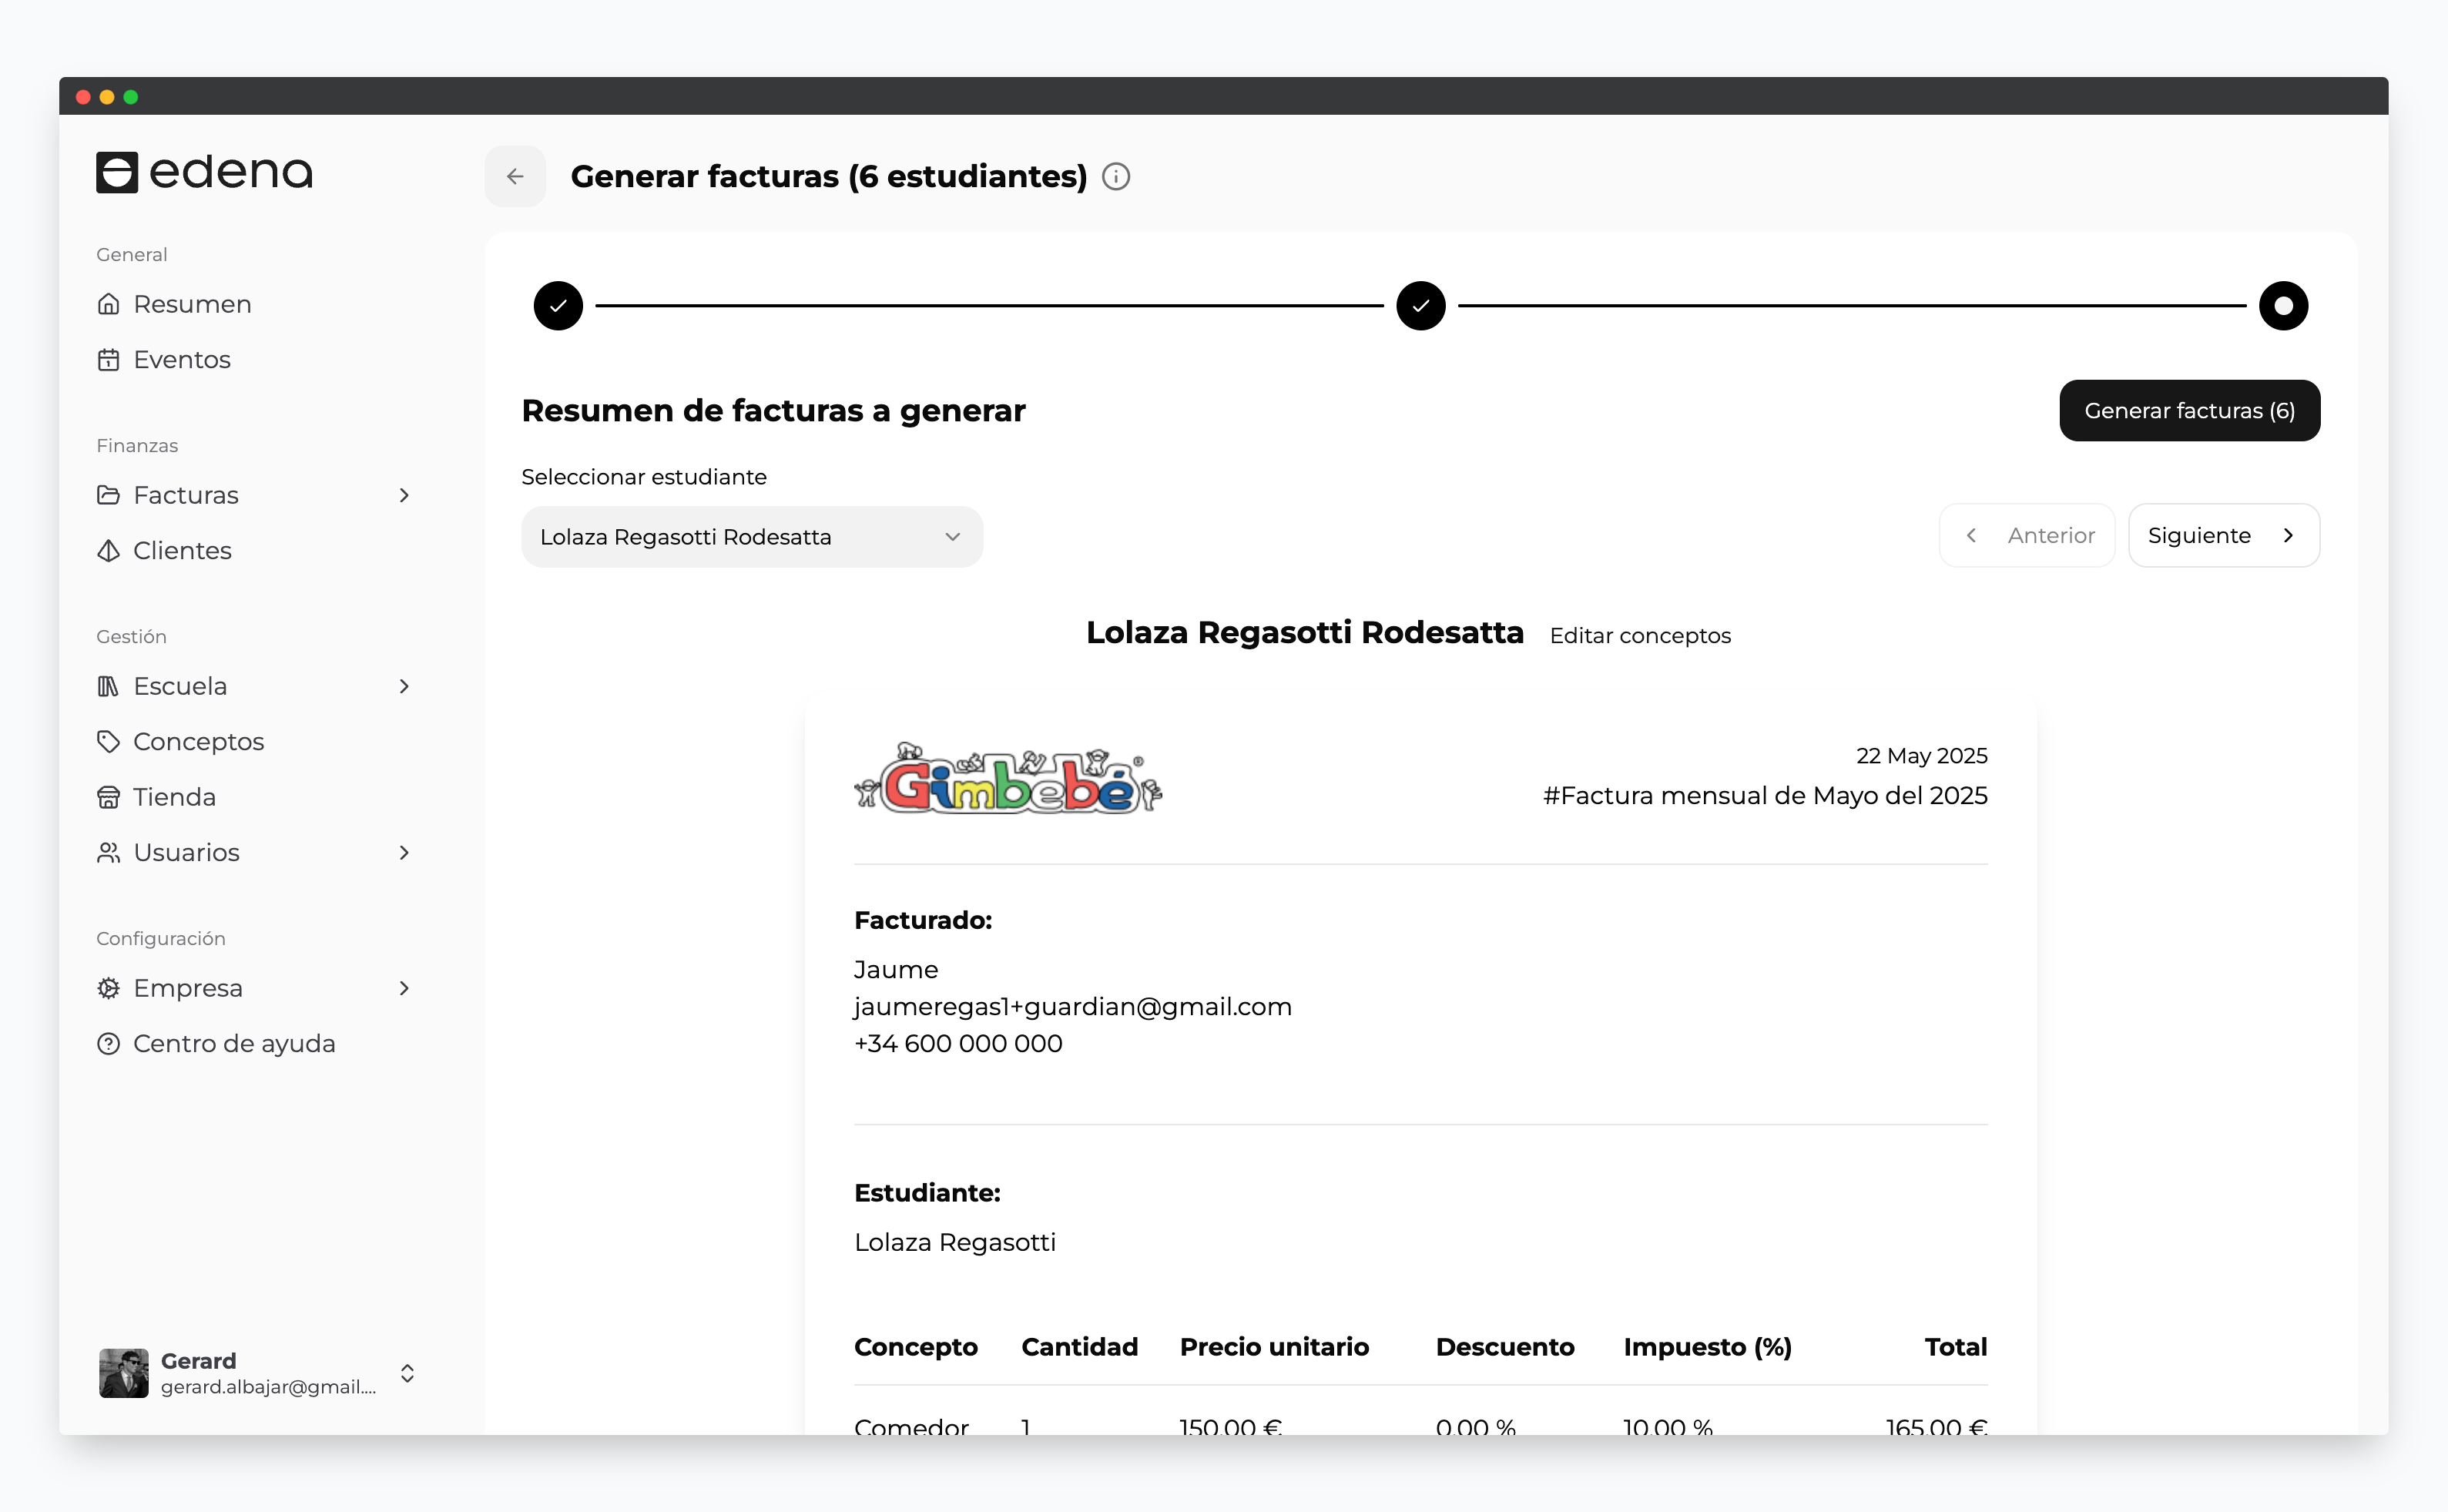 edena
General
Resumen
Eventos
Finanzas
Facturas
Clientes
Gestión
Escuela
Conceptos
Tienda
Usuarios
Configuración
Empresa
Centro de ayuda
Gerard
gerard.albajar@gmail....
Generar facturas (6 estudiantes)
Resumen de facturas a generar
Generar facturas (6)
Seleccionar estudiante
Lolaza Regasotti Rodesatta
Anterior
Siguiente
Lolaza Regasotti Rodesatta Editar conceptos
Gimbebé®
22 May 2025
#Factura mensual de Mayo del 2025
Facturado:
Jaume
jaumeregas1+guardian@gmail.com
+34 600 000 000
Estudiante:
Lolaza Regasotti
Concepto Cantidad Precio unitario Descuento Impuesto (%) Total
Comedor 1 150.00 € 0.00 % 10.00 % 165.00 €